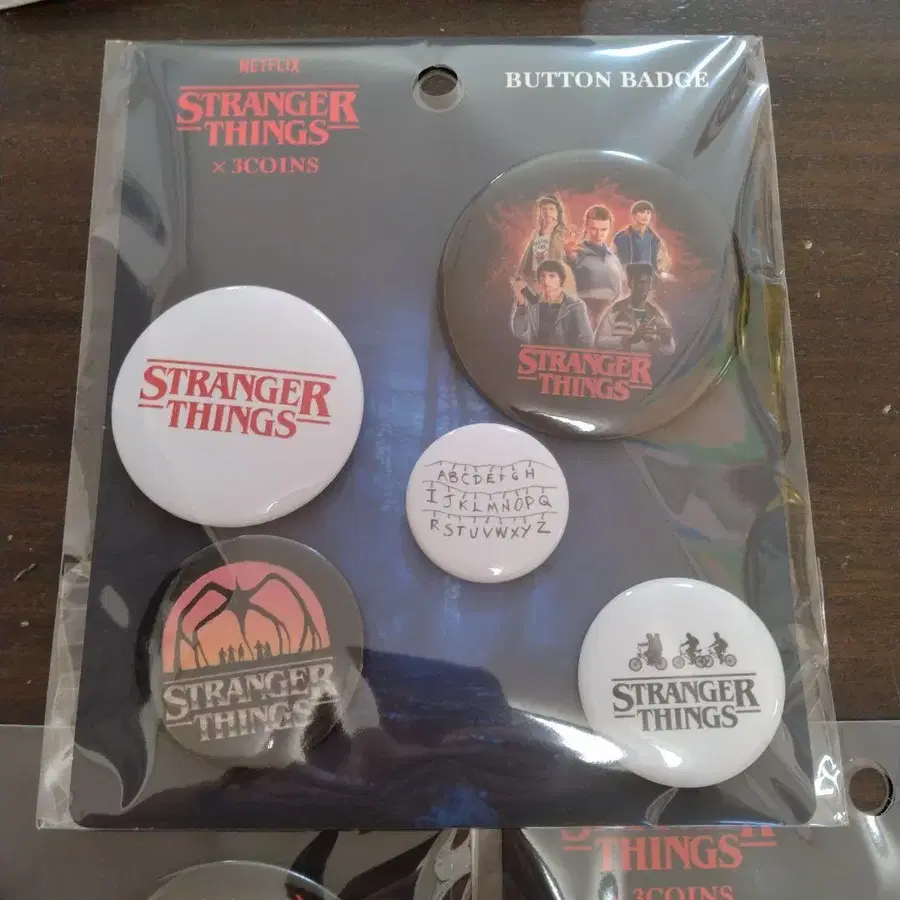 NETFLIX
STRANGER
THINGS
× 3COINS
BUTTON BADGE
STRANGER
THINGS
STRANGER
THINGS
ABCDEFGH
IJKLMNOPQ
RSTUVWXYZ
STRANGER
THINGS
STRANGER
THINGS
THINGS
× 3COINS